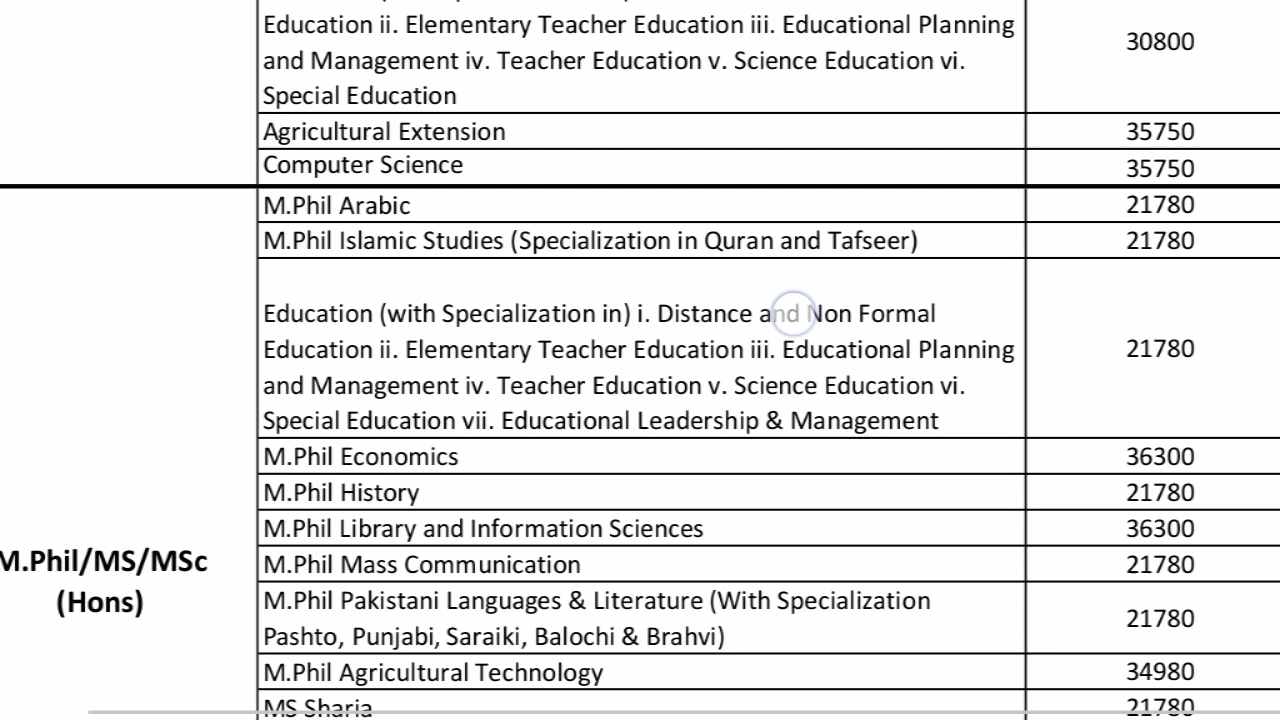 Education ii. Elementary Teacher Education iii. Educational Planning
and Management iv. Teacher Education v. Science Education vi.
Special Education
30800
Agricultural Extension 35750
Computer Science 35750
M.Phil/MS/MSc
(Hons)
M.Phil Arabic 21780
M.Phil Islamic Studies (Specialization in Quran and Tafseer) 21780
Education (with Specialization in) i. Distance and Non Formal
Education ii. Elementary Teacher Education iii. Educational Planning
and Management iv. Teacher Education v. Science Education vi.
Special Education vii. Educational Leadership & Management
21780
M.Phil Economics 36300
M.Phil History 21780
M.Phil Library and Information Sciences 36300
M.Phil Mass Communication 21780
M.Phil Pakistani Languages & Literature (With Specialization
Pashto, Punjabi, Saraiki, Balochi & Brahvi)
21780
M.Phil Agricultural Technology 34980
MS Sharia 21780